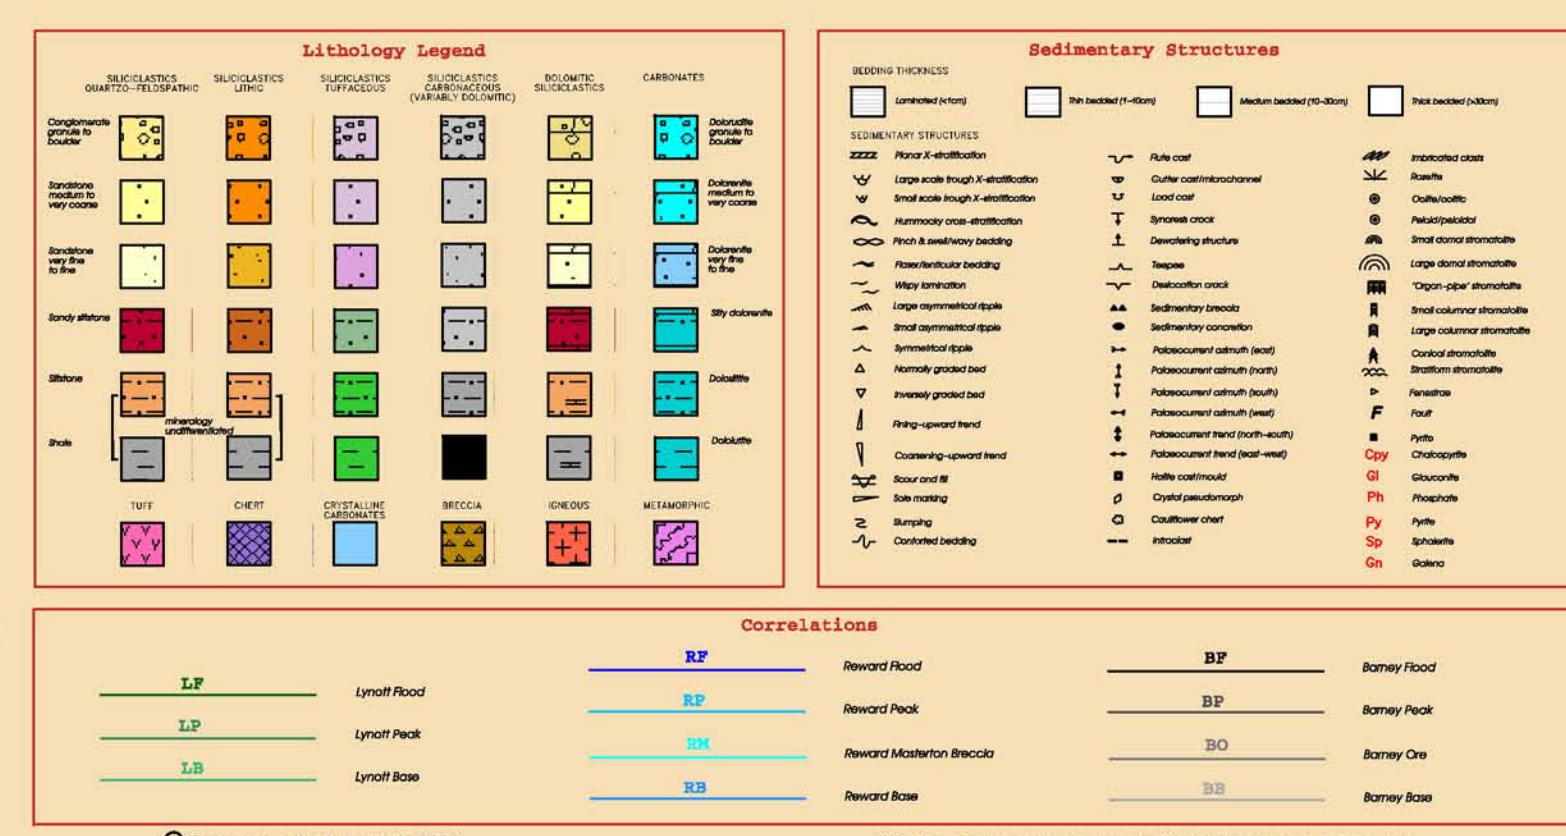 Lithology Legend
SILICICLASTICS
QUARTZO-FELDSPATHIC
SILICICLASTICS
LITHIC
SILICICLASTICS
TUFFACEOUS
SILICICLASTICS
CARBONACEOUS
(VARIABLY DOLOMITIC)
DOLOMITIC
SILICICLASTICS
CARBONATES
Conglomerate
granule to
boulder
Dolorudite
granule to
boulder
Sandstone
medium to
very coarse
Dolarenite
medium to
very coarse
Sandstone
very fine
to fine
Dolarenite
very fine
to fine
Sandy siltstone
Silty dolarenite
Siltstone
Dolosiltite
mineralogy
undifferentiated
Shale
Dololutite
TUFF
CHERT
CRYSTALLINE
CARBONATES
BRECCIA
IGNEOUS
METAMORPHIC
Sedimentary Structures
BEDDING THICKNESS
Laminated (<1cm)
Thin bedded (1-10cm)
Medium bedded (10-30cm)
Thick bedded (>30cm)
SEDIMENTARY STRUCTURES
Planar X-stratification
Large scale trough X-stratification
Small scale trough X-stratification
Hummocky cross-stratification
Pinch & swell/wavy bedding
Flaser/lenticular bedding
Wispy lamination
Large asymmetrical ripple
Small asymmetrical ripple
Symmetrical ripple
Normally graded bed
Inversely graded bed
Fining-upward trend
Coarsening-upward trend
Scour and fill
Sole marking
Slumping
Contorted bedding
Flute cast
Gutter cast/microchannel
Load cast
Syneresis crack
Dewatering structure
Teepee
Desiccation crack
Sedimentary breccia
Sedimentary concretion
Palaeocurrent azimuth (east)
Palaeocurrent azimuth (north)
Palaeocurrent azimuth (south)
Palaeocurrent azimuth (west)
Palaeocurrent trend (north-south)
Palaeocurrent trend (east-west)
Halite cast/mould
Crystal pseudomorph
Cauliflower chert
Intraclast
Imbricated clasts
Rosette
Oolite/oolitic
Peloid/peloidal
Small domal stromatolite
Large domal stromatolite
"Organ-pipe" stromatolite
Small columnar stromatolite
Large columnar stromatolite
Conical stromatolite
Stratiform stromatolite
Fenestrae
F Fault
Pyrite
Cpy Chalcopyrite
Gl Glauconite
Ph Phosphate
Py Pyrite
Sp Sphalerite
Gn Galena
Correlations
LF Lynott Flood
LP Lynott Peak
LB Lynott Base
RF Reward Flood
RP Reward Peak
RM Reward Masterton Breccia
RB Reward Base
BF Barney Flood
BP Barney Peak
BO Barney Ore
BB Barney Base